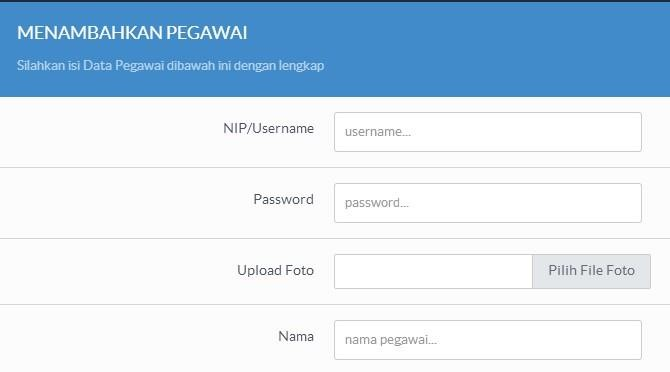 MENAMBAHKAN PEGAWAI
Silahkan isi Data Pegawai dibawah ini dengan lengkap
NIP/Username username...
Password password...
Upload Foto Pilih File Foto
Nama nama pegawai...